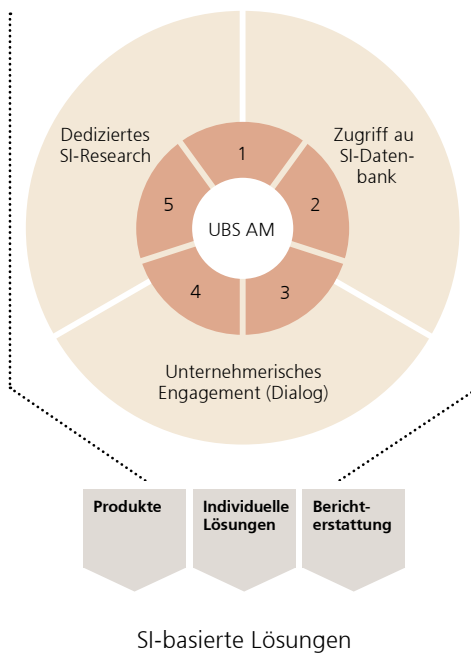 Dediziertes
SI-Research
Zugriff au
SI-Daten-
bank
1
2
3
4
5
UBS AM
Unternehmerisches
Engagement (Dialog)
Produkte
Individuelle
Lösungen
Bericht-
erstattung
SI-basierte Lösungen